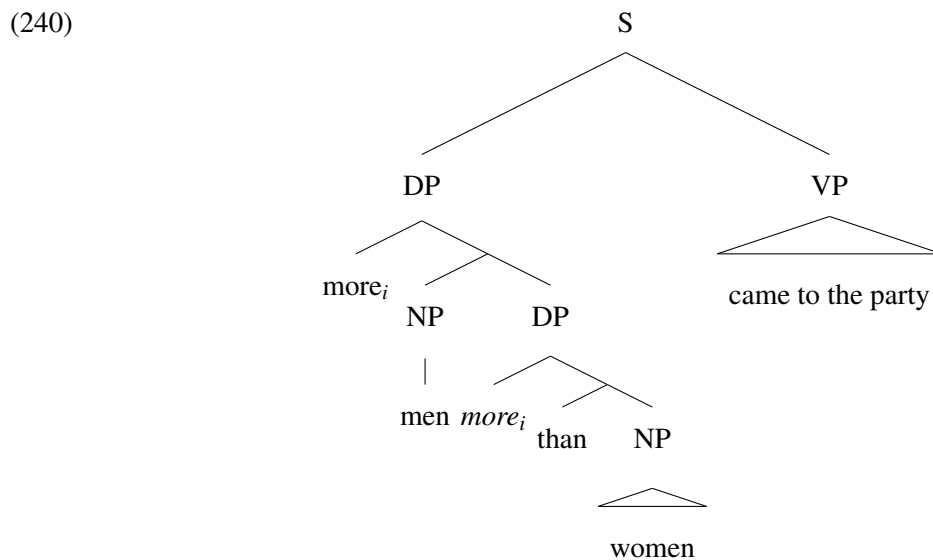 (240) S
DP VP
more_i
NP DP came to the party
men more_i
than NP
women